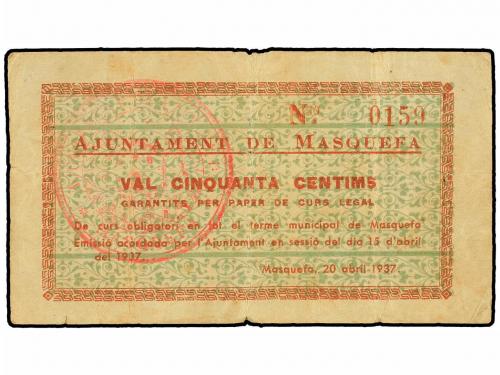 Nº 0159
AJUNTAMENT DE MASQUEFA
VAL CINQUANTA CENTIMS
GARANTITS PER PAPER DE CURS LEGAL
De curs obligatori en tot el terme municipal de Masquefa
Emissió acordada per l'Ajuntament en sessió del dia 15 d'abril
del 1937
Masquefa, 20 abril 1937.